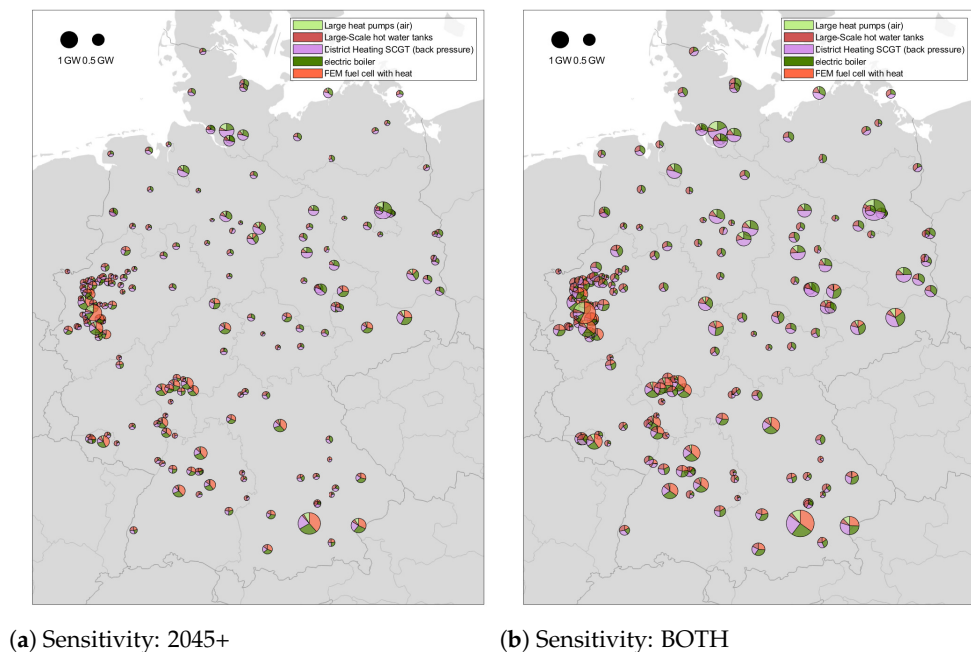 1 GW 0.5 GW
Large heat pumps (air)
Large-Scale hot water tanks
District Heating SCGT (back pressure)
electric boiler
FEM fuel cell with heat
1 GW 0.5 GW
Large heat pumps (air)
Large-Scale hot water tanks
District Heating SCGT (back pressure)
electric boiler
FEM fuel cell with heat
(a) Sensitivity: 2045+
(b) Sensitivity: BOTH